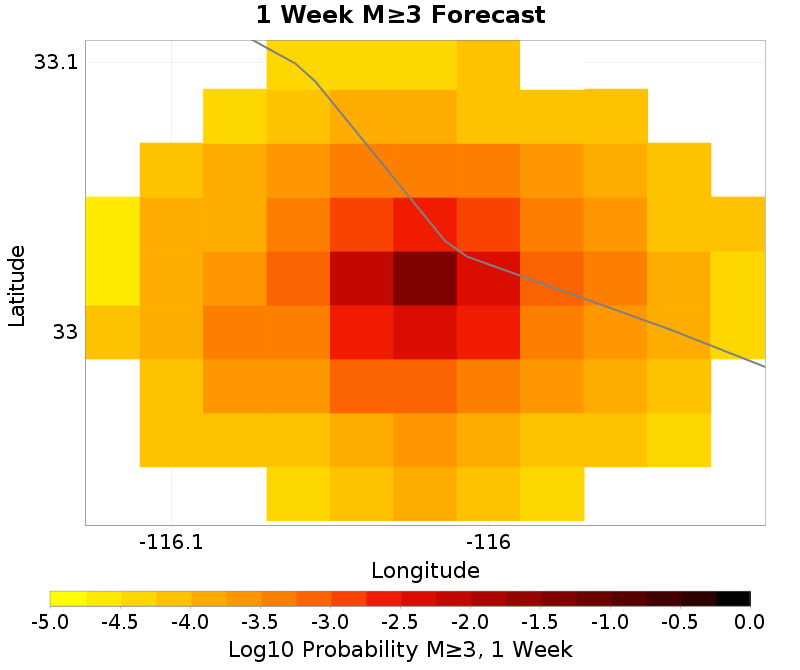 1 Week M≥3 Forecast
33.1
33
Latitude
-116.1 -116
Longitude
-5.0 -4.5 -4.0 -3.5 -3.0 -2.5 -2.0 -1.5 -1.0 -0.5 0.0
Log10 Probability M≥3, 1 Week